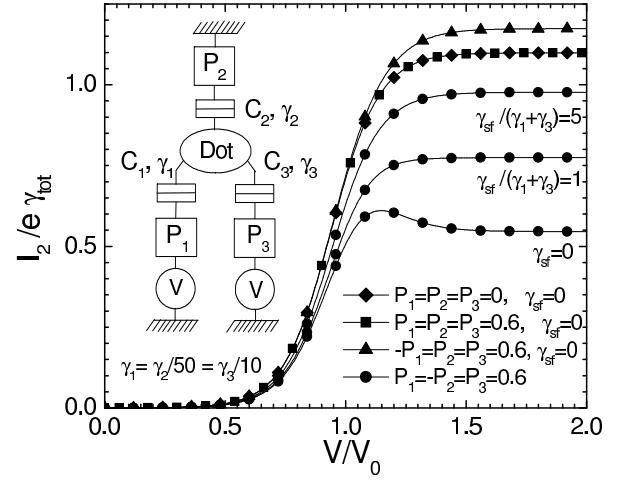 I₂/e γtot
1.0
0.5
0.0
P₂
C₂, γ₂
Dot
C₁, γ₁
C₃, γ₃
P₁
P₃
V
V
γ₁ = γ₂/50 = γ₃/10
γsf/(γ₁+γ₃)=5
γsf/(γ₁+γ₃)=1
γsf=0
P₁=P₂=P₃=0, γsf=0
P₁=P₂=P₃=0.6, γsf=0
-P₁=P₂=P₃=0.6, γsf=0
P₁=-P₂=P₃=0.6
0.0 0.5 1.0 1.5 2.0
V/V₀